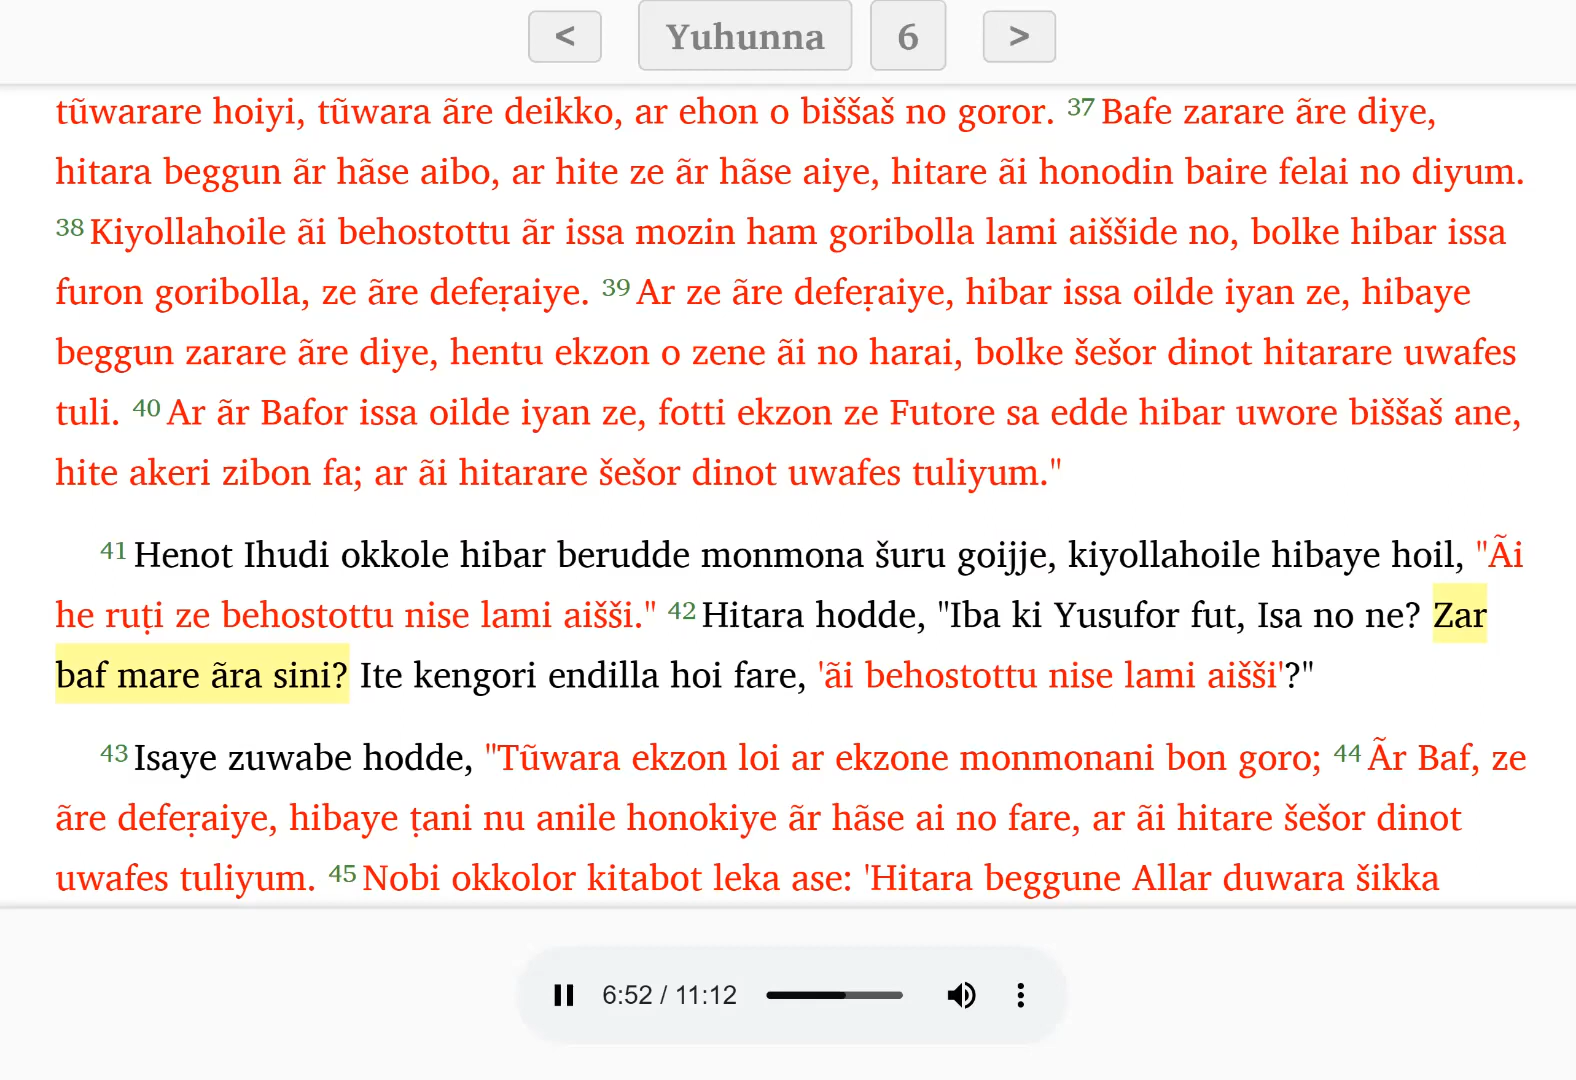 < Yuhunna 6 >
tũwarare hoiyi, tũwara ãre deikko, ar ehon o biššaš no goror. 37 Bafe zarare ãre diye,
hitara beggun ãr hãse aibo, ar hite ze ãr hãse aiye, hitare ãi honodin baire felai no diyum.
38 Kiyollahoile ãi behostottu ãr issa mozin ham goribolla lami aiššide no, bolke hibar issa
furon goribolla, ze ãre defeṛaiye. 39 Ar ze ãre defeṛaiye, hibar issa oilde iyan ze, hibaye
beggun zarare ãre diye, hentu ekzon o zene ãi no harai, bolke šešor dinot hitarare uwafes
tuli. 40 Ar ãr Bafor issa oilde iyan ze, fotti ekzon ze Futore sa edde hibar uwore biššaš ane,
hite akeri zibon fa; ar ãi hitarare šešor dinot uwafes tuliyum."
41 Henot Ihudi okkole hibar berudde monmona šuru goijje, kiyollahoile hibaye hoil, "Ãi
he ruṭi ze behostottu nise lami aišši." 42 Hitara hodde, "Iba ki Yusufor fut, Isa no ne? Zar
baf mare ãra sini? Ite kengori endilla hoi fare, 'ãi behostottu nise lami aišši'?"
43 Isaye zuwabe hodde, "Tũwara ekzon loi ar ekzone monmonani bon goro; 44 Ãr Baf, ze
ãre defeṛaiye, hibaye ṭani nu anile honokiye ãr hãse ai no fare, ar ãi hitare šešor dinot
uwafes tuliyum. 45 Nobi okkolor kitabot leka ase: 'Hitara beggune Allar duwara šikka
6:52 / 11:12